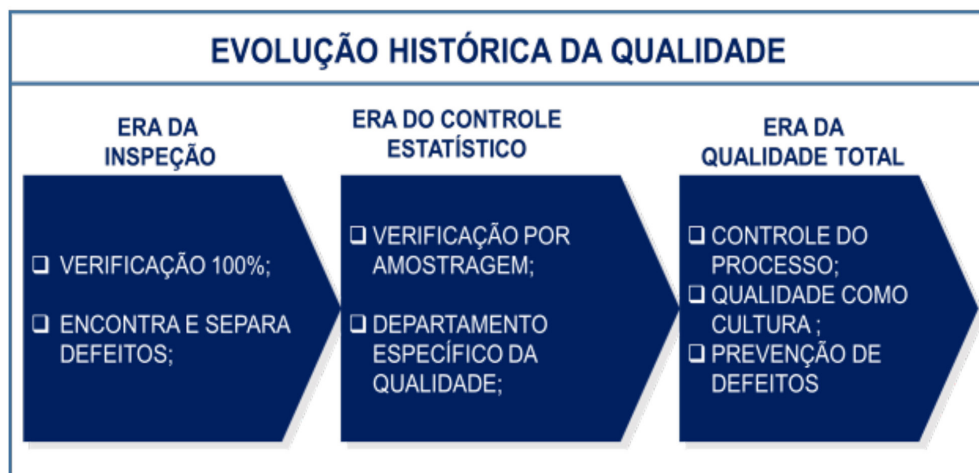 EVOLUÇÃO HISTÓRICA DA QUALIDADE
ERA DA
INSPEÇÃO
❑ VERIFICAÇÃO 100%;
❑ ENCONTRA E SEPARA
DEFEITOS;
ERA DO CONTROLE
ESTATÍSTICO
❑ VERIFICAÇÃO POR
AMOSTRAGEM;
❑ DEPARTAMENTO
ESPECÍFICO DA
QUALIDADE;
ERA DA
QUALIDADE TOTAL
❑ CONTROLE DO
PROCESSO;
❑ QUALIDADE COMO
CULTURA ;
❑ PREVENÇÃO DE
DEFEITOS